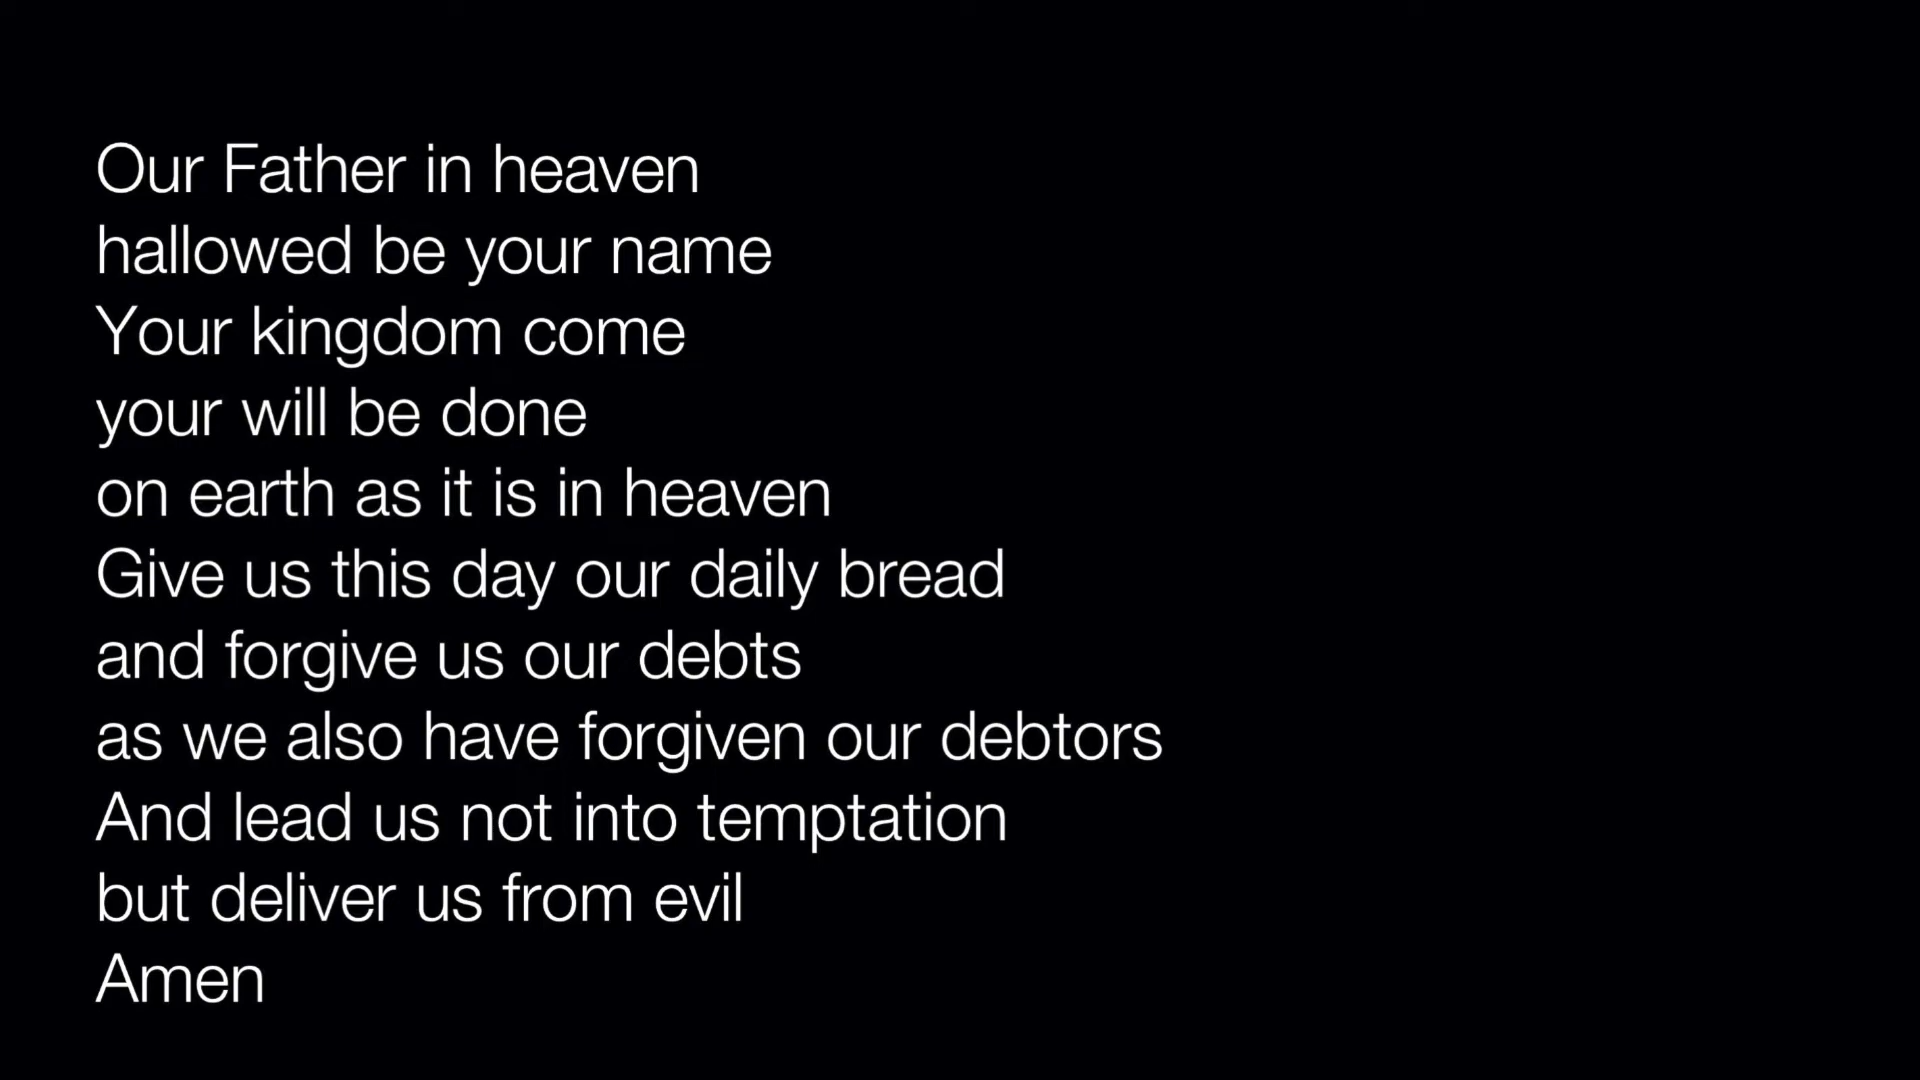 Our Father in heaven
hallowed be your name
Your kingdom come
your will be done
on earth as it is in heaven
Give us this day our daily bread
and forgive us our debts
as we also have forgiven our debtors
And lead us not into temptation
but deliver us from evil
Amen